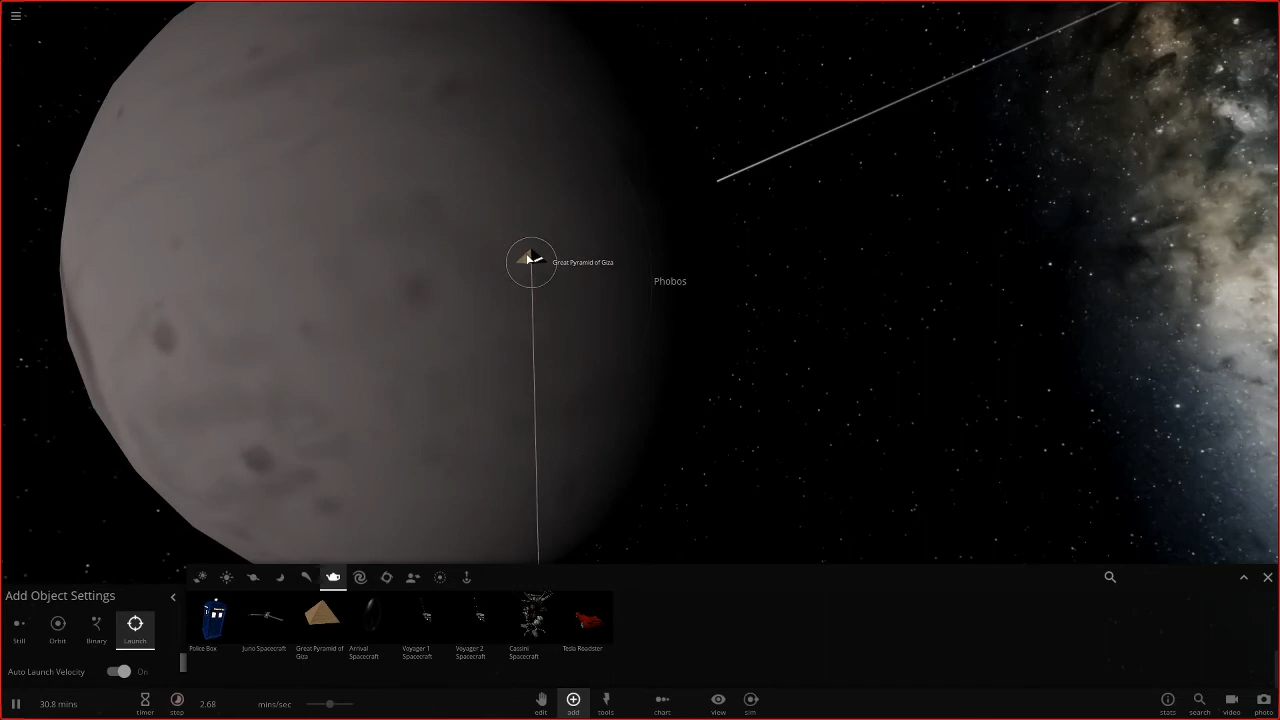 Great Pyramid of Giza
Phobos
Add Object Settings
Still
Orbit
Binary
Launch
Auto Launch Velocity
On
Police Box
Juno Spacecraft
Great Pyramid of
Giza
Arrival
Spacecraft
Voyager 1
Spacecraft
Voyager 2
Spacecraft
Cassini
Spacecraft
Tesla Roadster
30.8 mins
timer
step
2.68
mins/sec
edit
add
tools
chart
view
sim
stats
search
video
photo